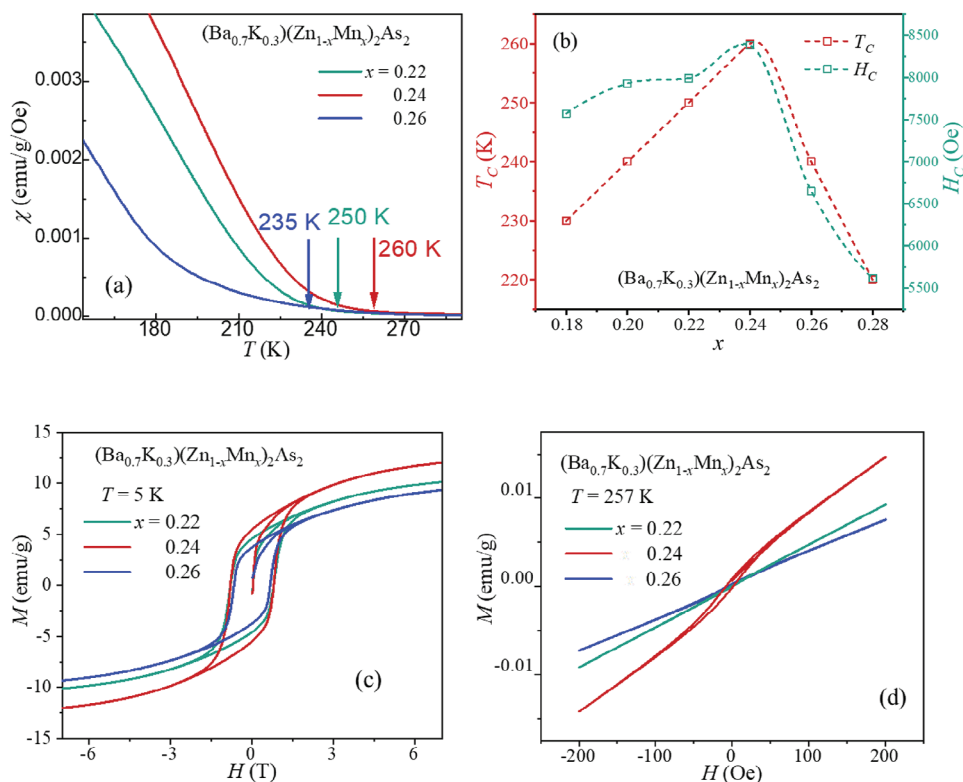 (Ba0.7K0.3)(Zn1-xMnx)2As2
x = 0.22
0.24
0.26
0.003
0.002
0.001
0.000
χ (emu/g/Oe)
235 K
250 K
260 K
(a)
180
210
240
270
T (K)
(b)
TC
HC
260
250
240
230
220
TC (K)
8500
8000
7500
7000
6500
6000
5500
HC (Oe)
(Ba0.7K0.3)(Zn1-xMnx)2As2
0.18
0.20
0.22
0.24
0.26
0.28
x
15
10
5
0
-5
-10
-15
M (emu/g)
(Ba0.7K0.3)(Zn1-xMnx)2As2
T = 5 K
x = 0.22
0.24
0.26
(c)
-6
-3
0
3
6
H (T)
(Ba0.7K0.3)(Zn1-xMnx)2As2
T = 257 K
x = 0.22
0.24
0.26
0.01
0.00
-0.01
M (emu/g)
(d)
-200
-100
0
100
200
H (Oe)